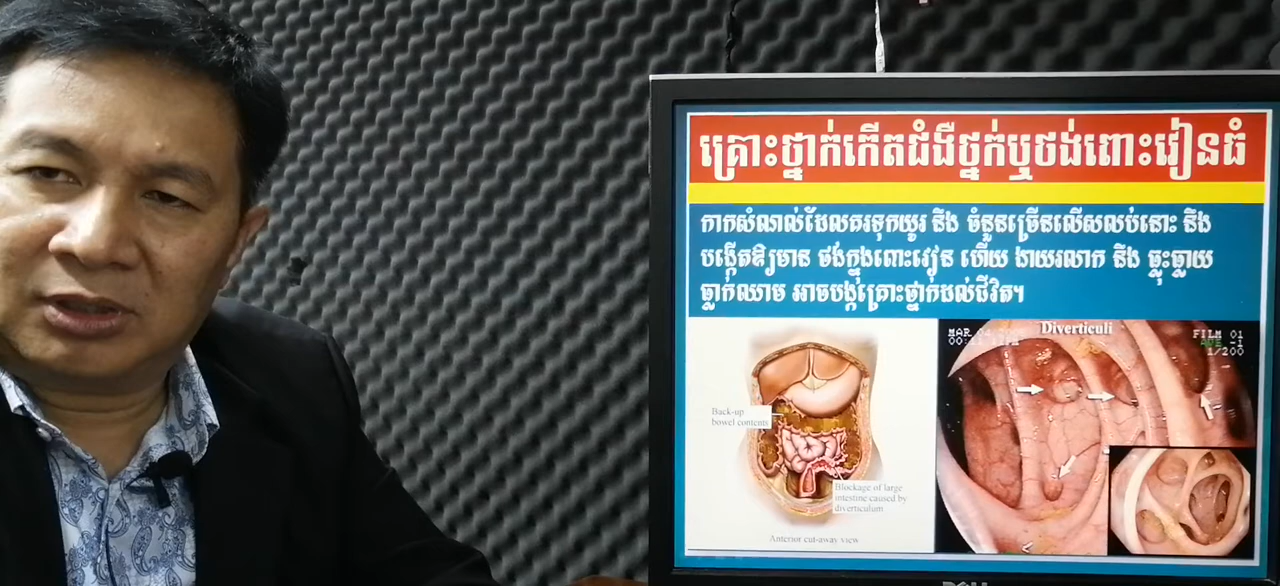 គ្រោះថ្នាក់កើតជំងឺថ្នក់ឬថង់ពោះវៀនធំ
កាកសំណល់ដែលគរទុកយូរ និង ចំនួនច្រើនលើសលប់នោះ នឹង
បង្កើតឱ្យមាន ថង់ក្នុងពោះវៀន ហើយ ងាយរលាក និង ធ្លុះធ្លាយ
ធ្លាក់ឈាម អាចបង្កគ្រោះថ្នាក់ដល់ជីវិត។
Back-up
bowel contents
Blockage of large
intestine caused by
diverticulum
Anterior cut-away view
Diverticuli
MAR
FILM 01
-1
1/200
DELL